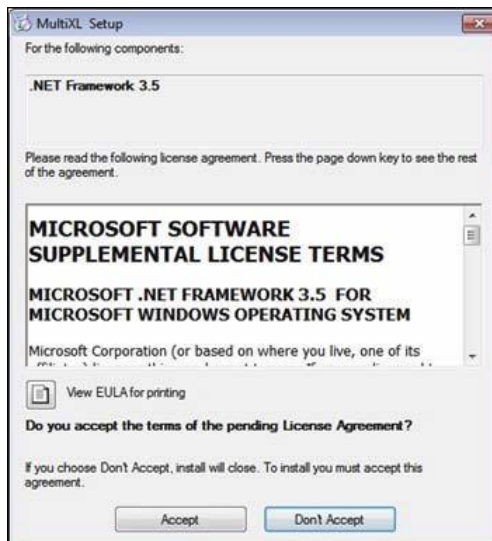 MultiXL Setup
For the following components:
.NET Framework 3.5
Please read the following license agreement. Press the page down key to see the rest
of the agreement.
MICROSOFT SOFTWARE
SUPPLEMENTAL LICENSE TERMS
MICROSOFT .NET FRAMEWORK 3.5 FOR
MICROSOFT WINDOWS OPERATING SYSTEM
Microsoft Corporation (or based on where you live, one of its
View EULA for printing
Do you accept the terms of the pending License Agreement?
If you choose Don't Accept, install will close. To install you must accept this
agreement.
Accept
Don't Accept